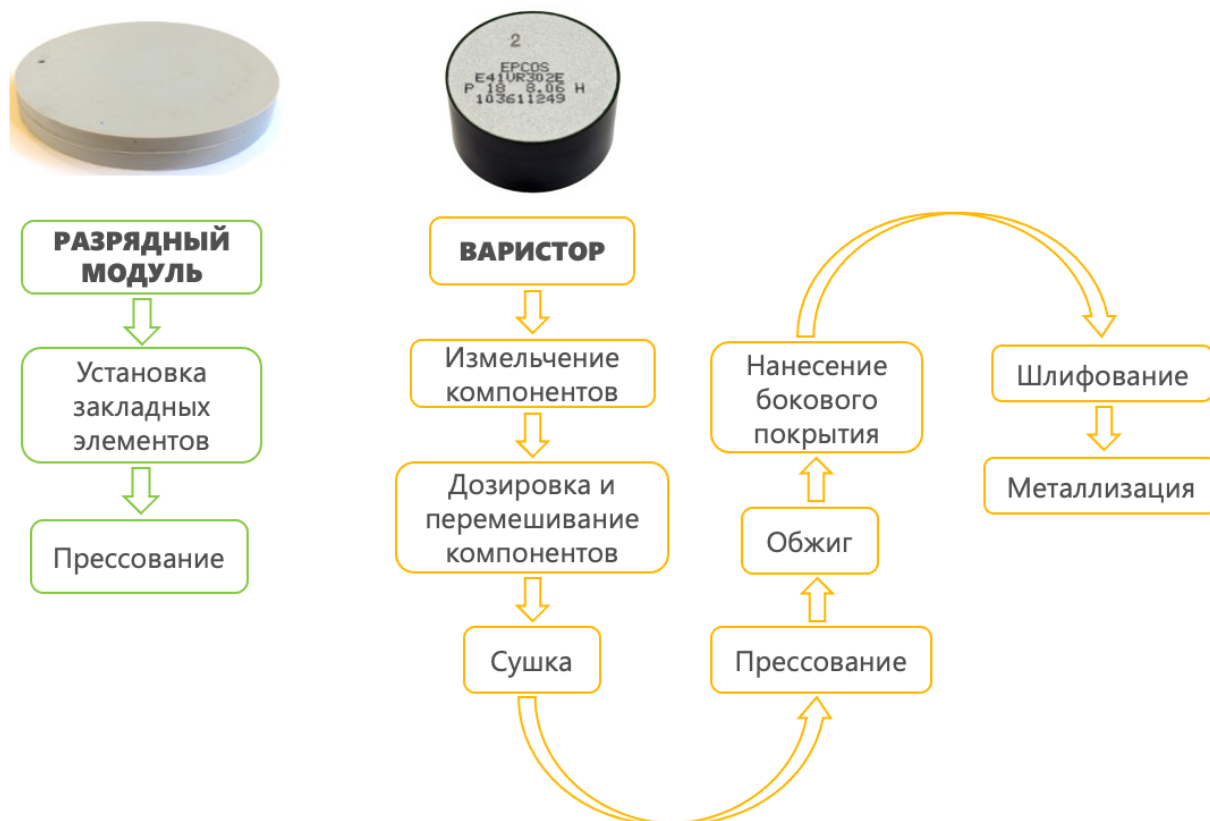 2
EPCOS
E41VR302E
P 18 8.06 H
103611249
РАЗРЯДНЫЙ
МОДУЛЬ
Установка
закладных
элементов
Прессование
ВАРИСТОР
Измельчение
компонентов
Дозировка и
перемешивание
компонентов
Сушка
Прессование
Обжиг
Нанесение
бокового
покрытия
Шлифование
Металлизация